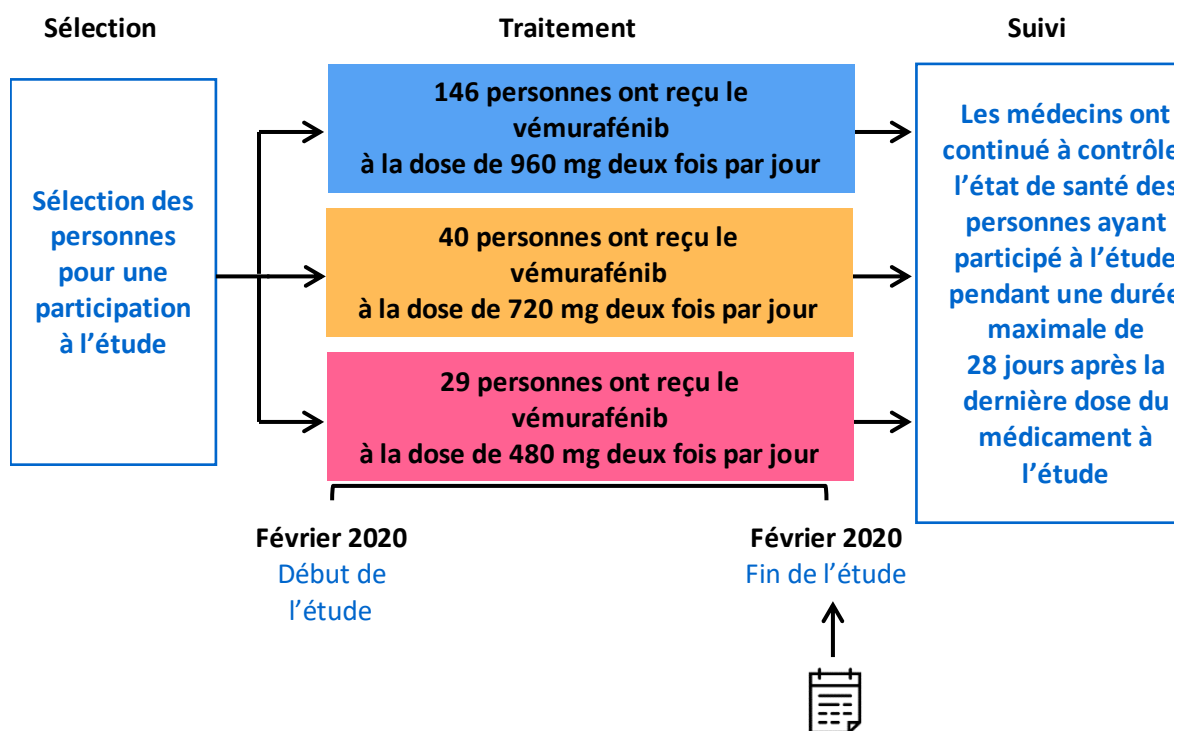 Sélection
Traitement
Suivi
Sélection des
personnes
pour une
participation
à l’étude
146 personnes ont reçu le
vémurafénib
à la dose de 960 mg deux fois par jour
40 personnes ont reçu le
vémurafénib
à la dose de 720 mg deux fois par jour
29 personnes ont reçu le
vémurafénib
à la dose de 480 mg deux fois par jour
Les médecins ont
continué à contrôle
l’état de santé des
personnes ayant
participé à l’étude
pendant une durée
maximale de
28 jours après la
dernière dose du
médicament à
l’étude
Février 2020
Début de
l’étude
Février 2020
Fin de l’étude